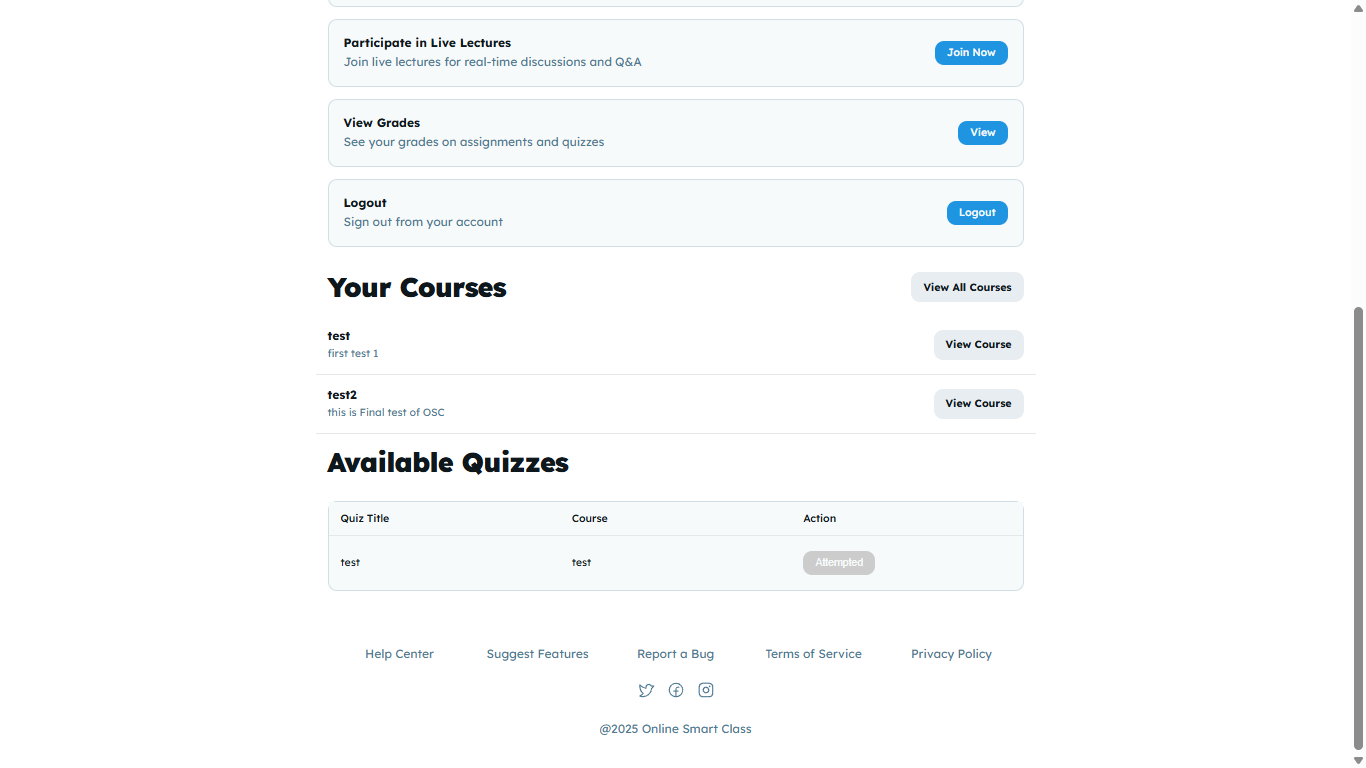 Participate in Live Lectures
Join live lectures for real-time discussions and Q&A
Join Now
View Grades
See your grades on assignments and quizzes
View
Logout
Sign out from your account
Logout
Your Courses
View All Courses
test
first test 1
View Course
test2
this is Final test of OSC
View Course
Available Quizzes
Quiz Title Course Action
test test Attempted
Help Center Suggest Features Report a Bug Terms of Service Privacy Policy
@2025 Online Smart Class